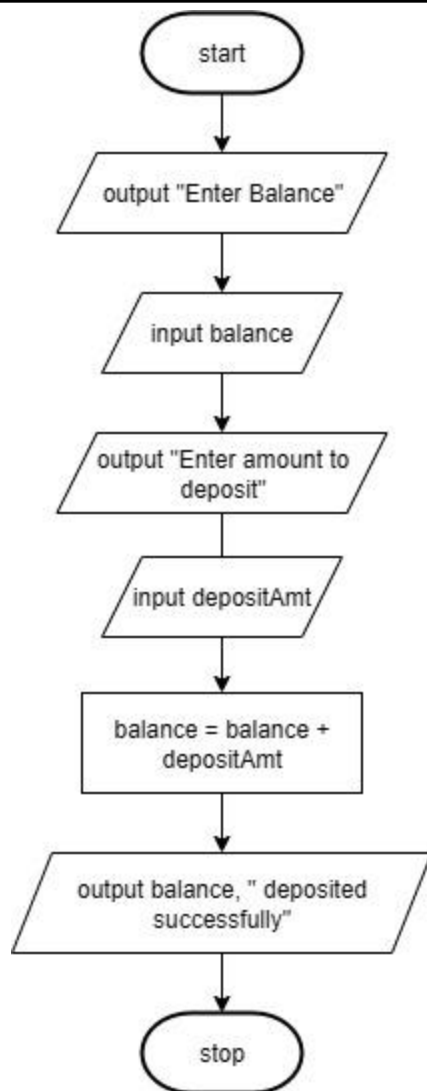 start
output "Enter Balance"
input balance
output "Enter amount to
deposit"
input depositAmt
balance = balance +
depositAmt
output balance, " deposited
successfully"
stop